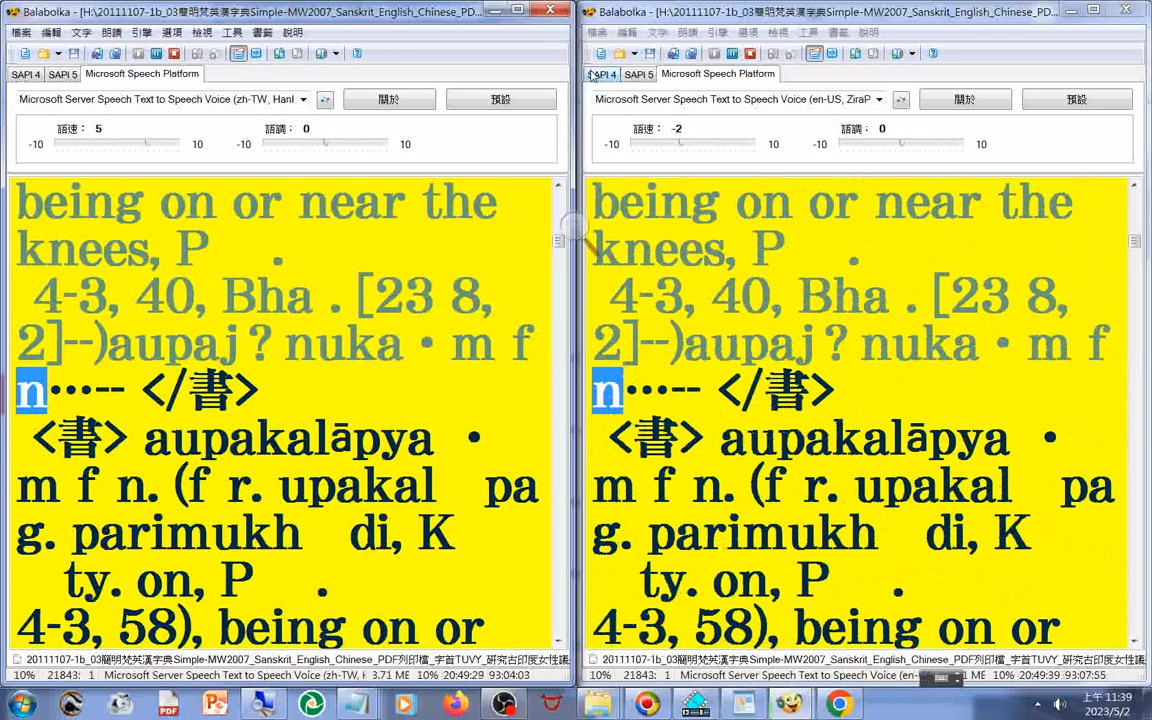 Balabolka - [H:\20111107-1b_03簡明梵英漢字典Simple-MW2007_Sanskrit_English_Chinese_PD...
檔案 編輯 文字 朗讀 引擎 選項 檢視 工具 書籤 說明
SAPI 4 SAPI 5 Microsoft Speech Platform
Microsoft Server Speech Text to Speech Voice (zh-TW, Hanl 關於 預設
語速: 5 語調: 0
-10 10 -10 10
being on or near the
knees, P .
4-3, 40, Bha . [23 8,
2]--)aupaj ? nuka • m f
n•••-- </書>
<書> aupakalāpya •
m f n. (f r. upakal pa
g. parimukh di, K
ty. on, P .
4-3, 58), being on or
20111107-1b_03簡明梵英漢字典Simple-MW2007_Sanskrit_English_Chinese_PDF列印檔_字首TUVY_研究古印度女性議
10% 21843: 1 Microsoft Server Speech Text to Speech Voice (zh-TW, H 3.71 ME 10% 20:49:29 93:04:03
Balabolka - [H:\20111107-1b_03簡明梵英漢字典Simple-MW2007_Sanskrit_English_Chinese_PD...
檔案 編輯 文字 朗讀 引擎 選項 檢視 工具 書籤 說明
SAPI 4 SAPI 5 Microsoft Speech Platform
Microsoft Server Speech Text to Speech Voice (en-US, ZiraP 關於 預設
語速: -2 語調: 0
-10 10 -10 10
being on or near the
knees, P .
4-3, 40, Bha . [23 8,
2]--)aupaj ? nuka • m f
n•••-- </書>
<書> aupakalāpya •
m f n. (f r. upakal pa
g. parimukh di, K
ty. on, P .
4-3, 58), being on or
20111107-1b_03簡明梵英漢字典Simple-MW2007_Sanskrit_English_Chinese_PDF列印檔_字首TUVY_研究古印度女性議
10% 21843: 1 Microsoft Server Speech Text to Speech Voice (en- 10% 20:49:39 93:07:55
上午 11:39
2023/5/2